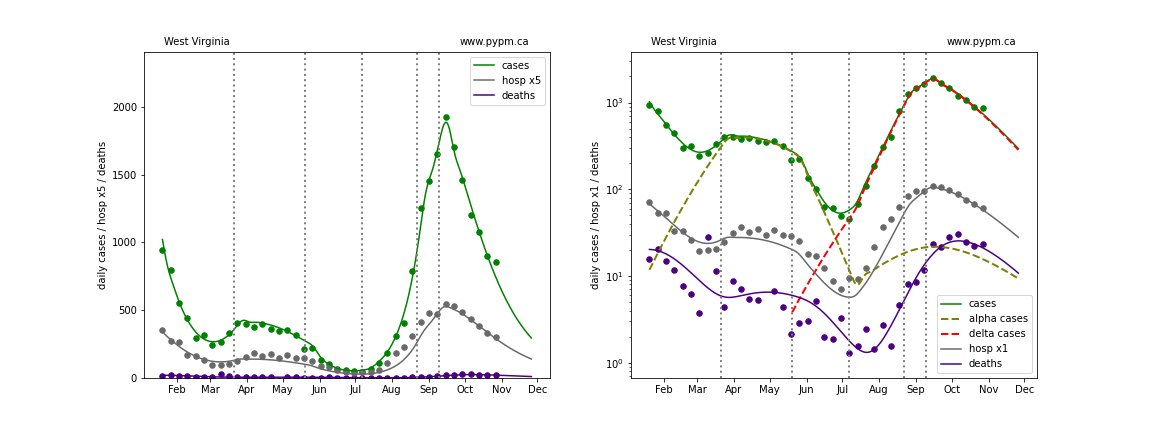 West Virginia www.pypm.ca
cases
hosp x5
deaths
daily cases / hosp x5 / deaths
2000
1500
1000
500
0
Feb Mar Apr May Jun Jul Aug Sep Oct Nov Dec
West Virginia www.pypm.ca
daily cases / hosp x1 / deaths
10³
10²
10¹
10⁰
cases
alpha cases
delta cases
hosp x1
deaths
Feb Mar Apr May Jun Jul Aug Sep Oct Nov Dec